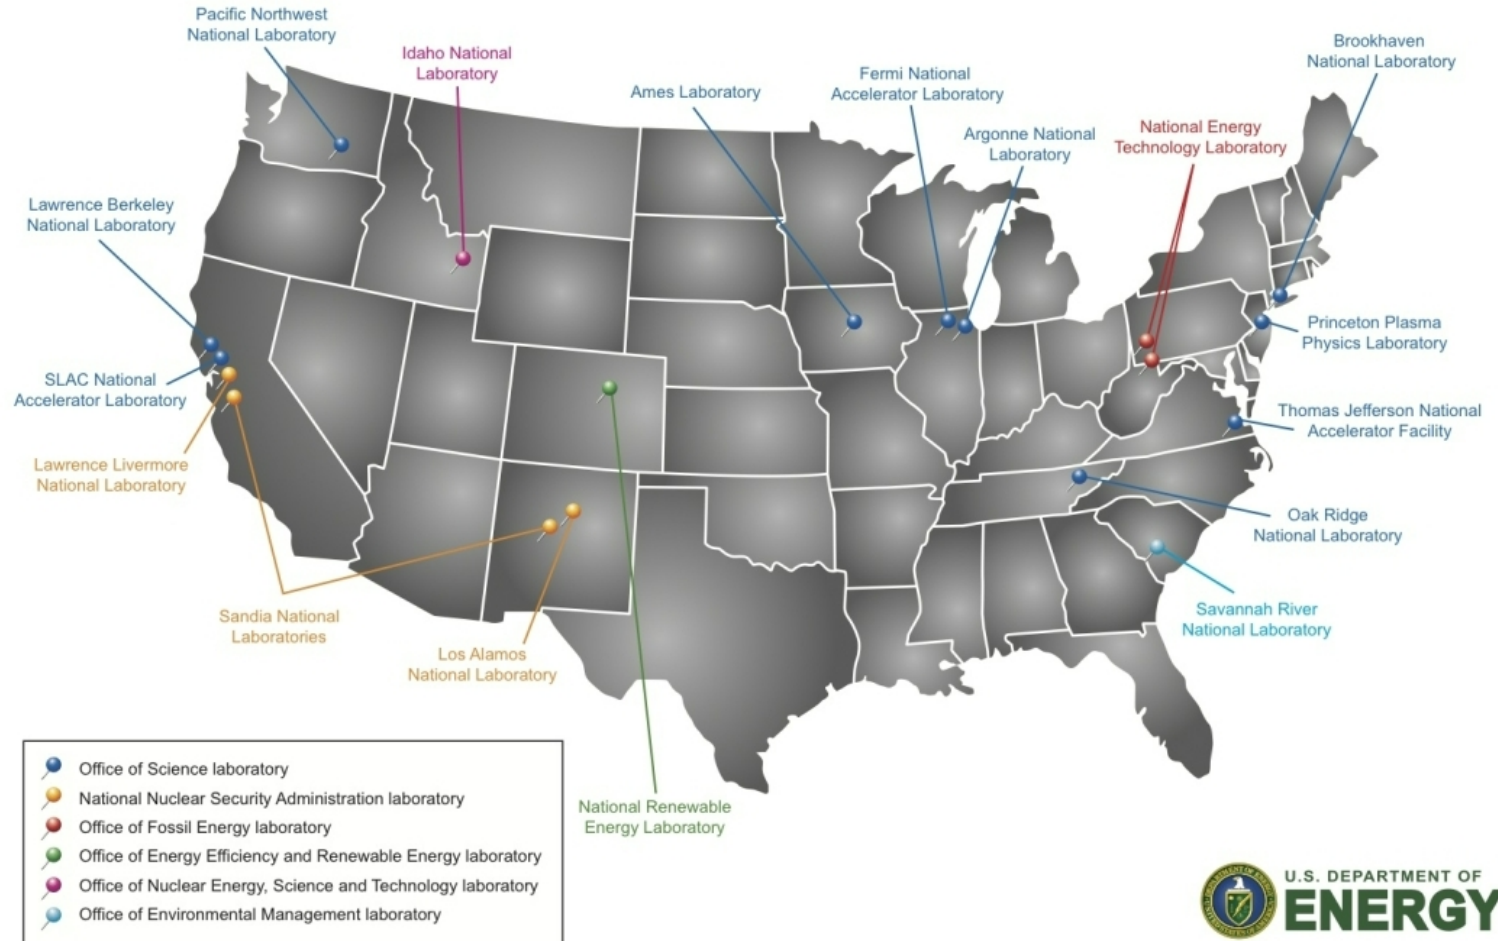 Pacific Northwest
National Laboratory
Idaho National
Laboratory
Ames Laboratory
Fermi National
Accelerator Laboratory
Argonne National
Laboratory
National Energy
Technology Laboratory
Brookhaven
National Laboratory
Lawrence Berkeley
National Laboratory
SLAC National
Accelerator Laboratory
Lawrence Livermore
National Laboratory
Sandia National
Laboratories
Los Alamos
National Laboratory
National Renewable
Energy Laboratory
Princeton Plasma
Physics Laboratory
Thomas Jefferson National
Accelerator Facility
Oak Ridge
National Laboratory
Savannah River
National Laboratory
Office of Science laboratory
National Nuclear Security Administration laboratory
Office of Fossil Energy laboratory
Office of Energy Efficiency and Renewable Energy laboratory
Office of Nuclear Energy, Science and Technology laboratory
Office of Environmental Management laboratory
U.S. DEPARTMENT OF
ENERGY